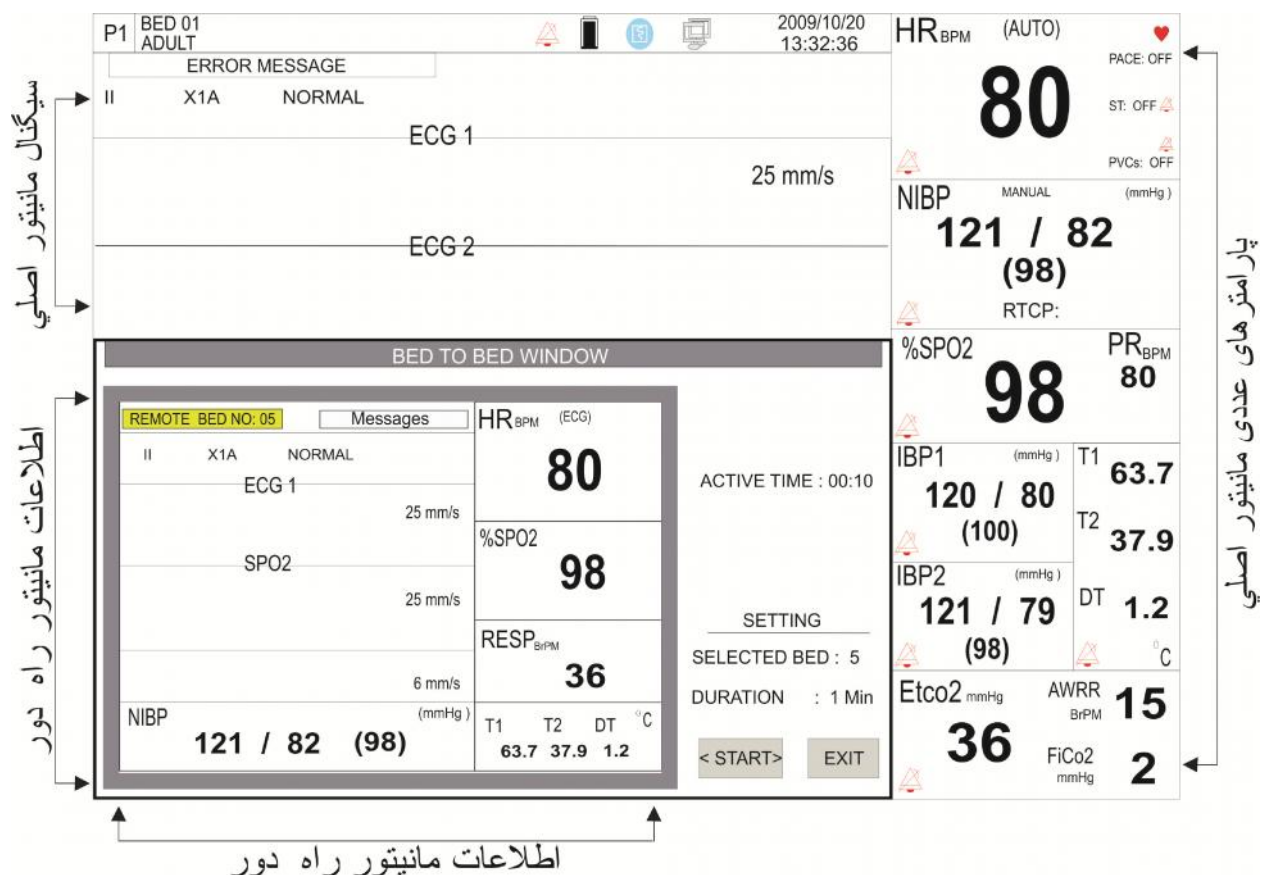 P1 BED 01
ADULT
2009/10/20
13:32:36
ERROR MESSAGE
II X1A NORMAL
ECG 1
25 mm/s
ECG 2
سیگنال مانیتور اصلي
HR BPM (AUTO)
PACE: OFF
80
ST: OFF
PVCs: OFF
NIBP MANUAL (mmHg)
121 / 82
(98)
RTCP:
%SPO2 PR BPM
98 80
IBP1 (mmHg) T1
120 / 80 63.7
(100) T2
37.9
IBP2 (mmHg)
121 / 79 DT 1.2
(98) °C
Etco2 mmHg AWRR BrPM 15
36 FiCo2 mmHg 2
پارامترهای عددی مانیتور اصلي
BED TO BED WINDOW
REMOTE BED NO: 05 Messages
II X1A NORMAL
ECG 1
25 mm/s
SPO2
25 mm/s
6 mm/s
HR BPM (ECG)
80
%SPO2
98
RESP BrPM
36
NIBP (mmHg)
121 / 82 (98)
T1 T2 DT °C
63.7 37.9 1.2
ACTIVE TIME : 00:10
SETTING
SELECTED BED : 5
DURATION : 1 Min
< START> EXIT
اطلاعات مانیتور راه دور
اطلاعات مانیتور راه دور